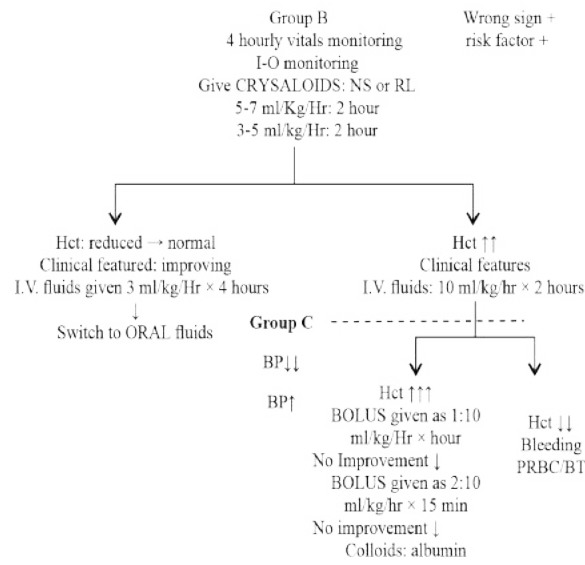 Group B
4 hourly vitals monitoring
I-O monitoring
Give CRYSALOIDS: NS or RL
5-7 ml/Kg/Hr: 2 hour
3-5 ml/kg/Hr: 2 hour
Wrong sign +
risk factor +
Hct: reduced → normal
Clinical featured: improving
I.V. fluids given 3 ml/kg/Hr × 4 hours
↓
Switch to ORAL fluids
Hct ↑↑
Clinical features
I.V. fluids: 10 ml/kg/hr × 2 hours
Group C
BP↓↓
BP↑
Hct ↑↑↑
BOLUS given as 1:10
ml/kg/Hr × hour
No Improvement ↓
BOLUS given as 2:10
ml/kg/hr × 15 min
No improvement ↓
Colloids: albumin
Hct ↓↓
Bleeding
PRBC/BT